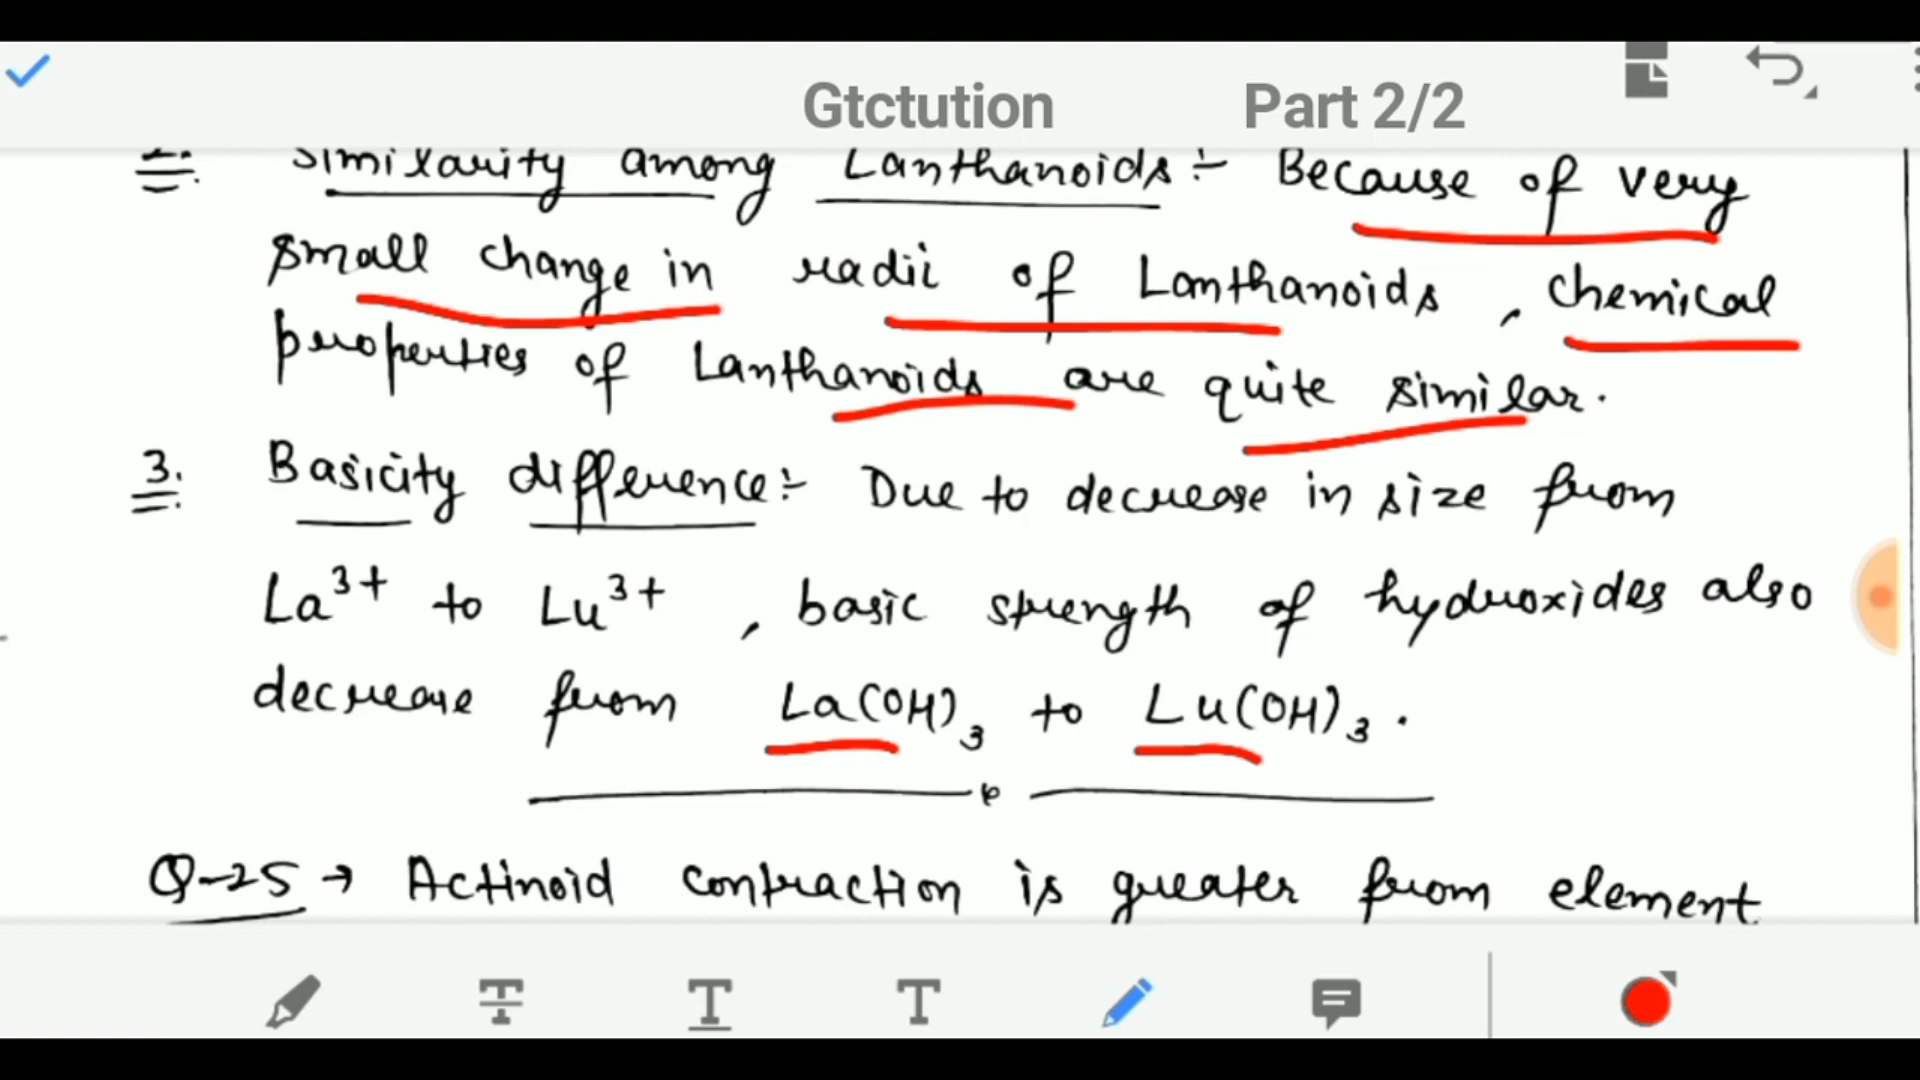 Gtctution Part 2/2
2. Similarity among Lanthanoids:- Because of very
small change in radii of Lanthanoids, chemical
properties of Lanthanoids are quite similar.
3. Basicity difference:- Due to decrease in size from
La³⁺ to Lu³⁺, basic strength of hydroxides also
decrease from La(OH)₃ to Lu(OH)₃.
Q-25 → Actinoid contraction is greater from element